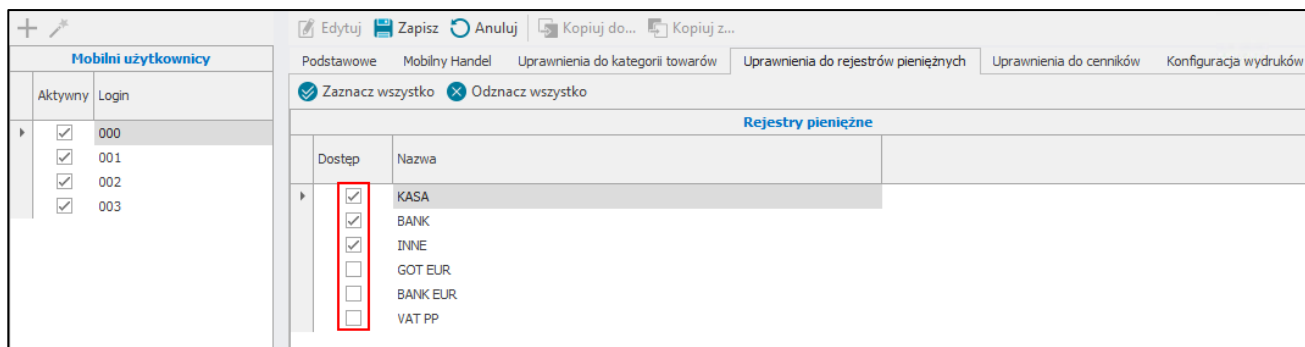 Edytuj Zapisz Anuluj Kopiuj do... Kopiuj z...
Mobilni użytkownicy
Podstawowe Mobilny Handel Uprawnienia do kategorii towarów Uprawnienia do rejestrów pieniężnych Uprawnienia do cenników Konfiguracja wydruków
Aktywny Login
Zaznacz wszystko Odznacz wszystko
000
001
002
003
Rejestry pieniężne
Dostęp Nazwa
KASA
BANK
INNE
GOT EUR
BANK EUR
VAT PP